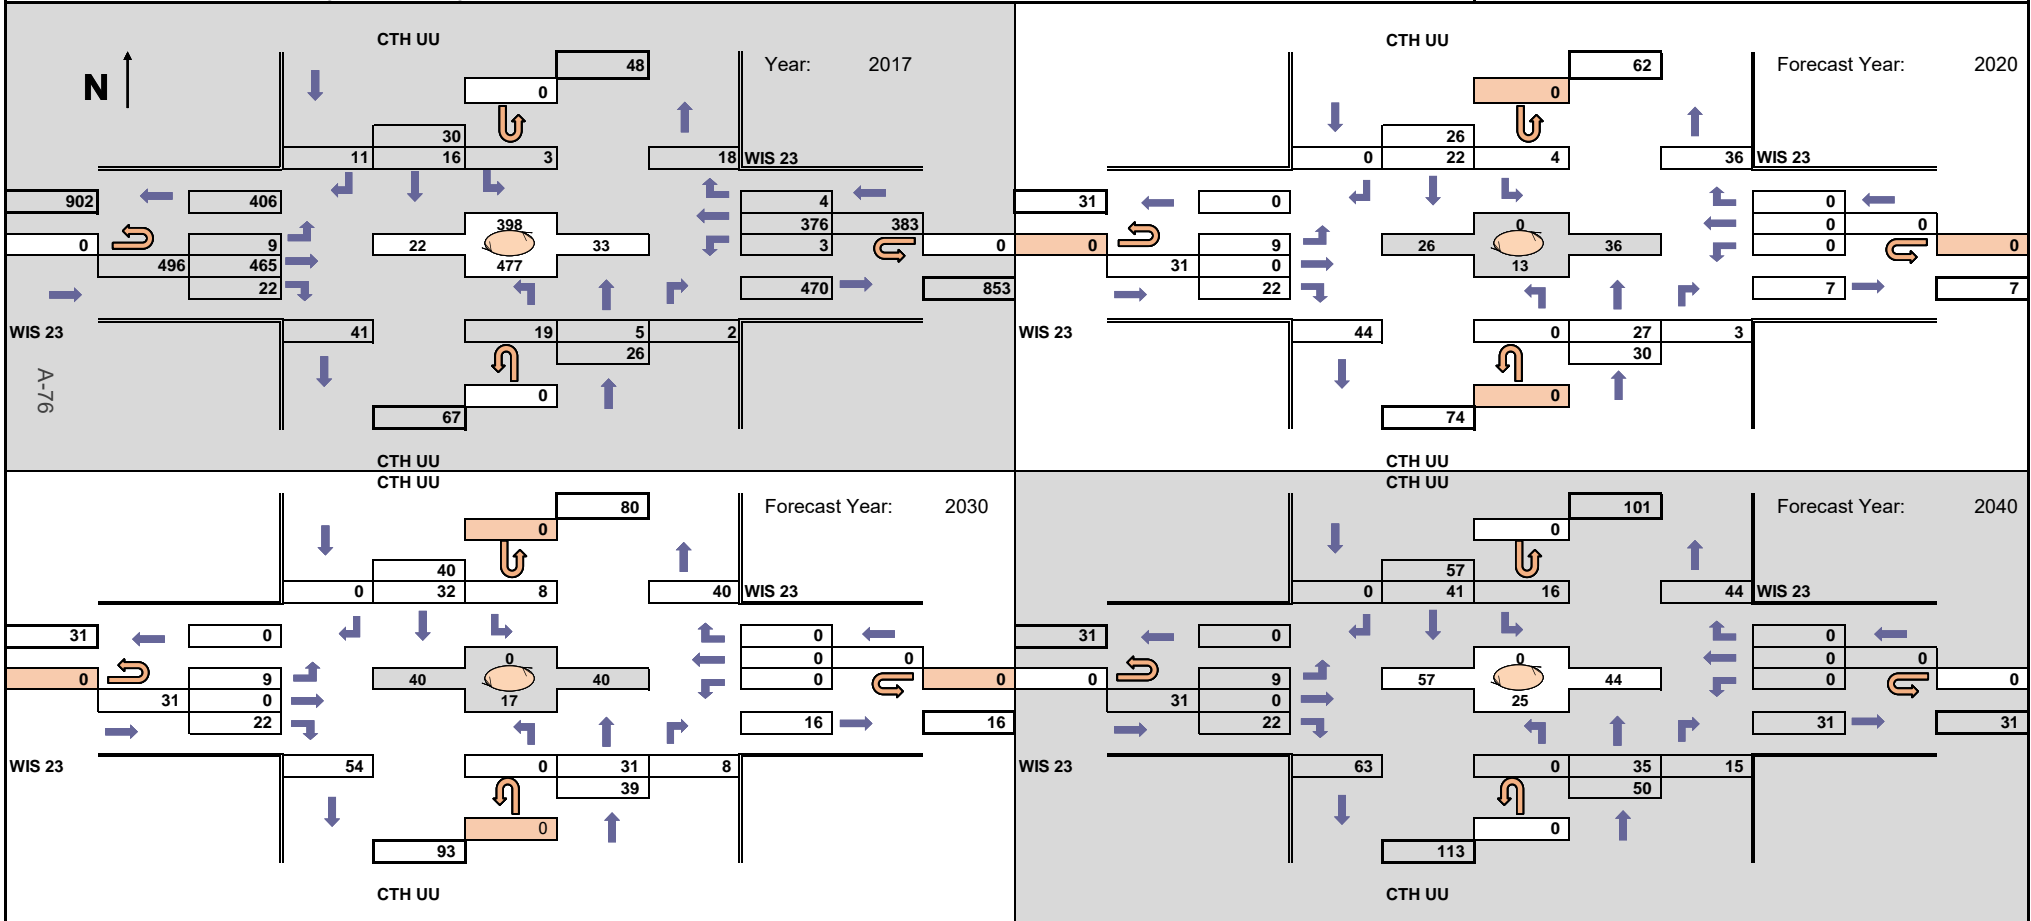 CTH UU
N
48
Year: 2017
0
30
11 16 3 18 WIS 23
902 406 4
376 383
398
0 9 22 33 3 0
496 465 477
22 470 853
WIS 23 41 19 5 2
26
A-76
0
67
CTH UU
CTH UU
62
Forecast Year: 2020
0
26
0 22 4 36 WIS 23
31 0 0
0 0
0
0 9 26 36 0 0
31 0 13
22 7 7
WIS 23 44 0 27 3
30
0
74
CTH UU
CTH UU
80
Forecast Year: 2030
0
40
0 32 8 40 WIS 23
31 0 0
0 0
0
0 9 40 40 0 0
31 0 17
22 16 16
WIS 23 54 0 31 8
39
0
93
CTH UU
CTH UU
101
Forecast Year: 2040
0
57
0 41 16 44 WIS 23
31 0 0
0 0
0
0 9 57 44 0 0
31 0 25
22 31 31
WIS 23 63 0 35 15
50
0
113
CTH UU